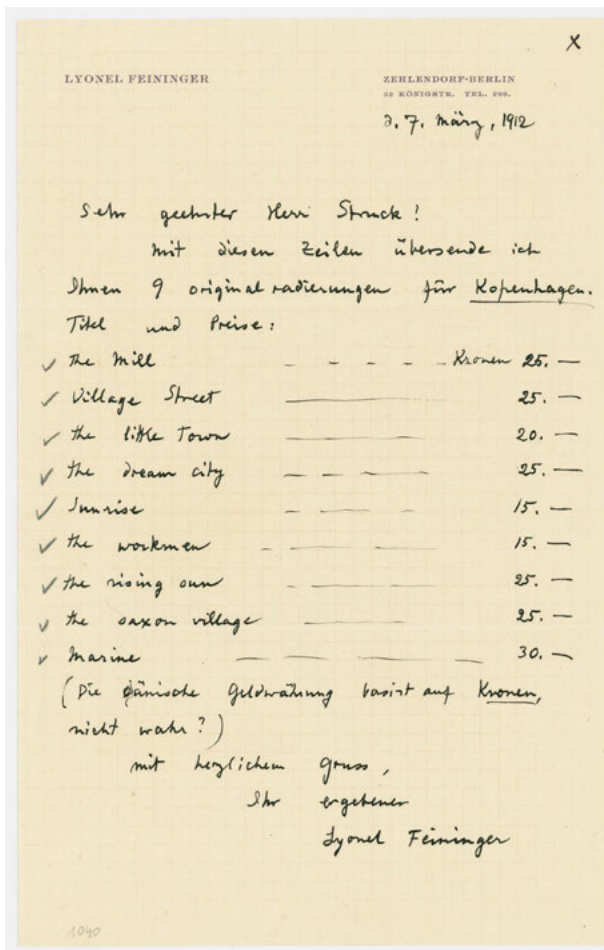 X
LYONEL FEININGER
ZEHLENDORF-BERLIN
32 KÖNIGSTR. TEL. 289.
d. 7. März, 1912
Sehr geehrter Herr Struck!
Mit diesen Zeilen übersende ich
Ihnen 9 original radierungen für Kopenhagen.
Titel und Preise:
✓ the Mill – – – – Kronen 25. —
✓ Village Street — 25. —
✓ the little Town — 20. —
✓ the dream city — — — — 25. —
✓ Sunrise — — — 15. —
✓ the workmen — — — 15. —
✓ the rising sun — — — 25. —
✓ the saxon village — 25. —
✓ Marine — — — — 30. —
(Die dänische Geldwährung basirt auf Kronen,
nicht wahr?)
mit herzlichem Gruss,
Ihr ergebener
Lyonel Feininger
1040